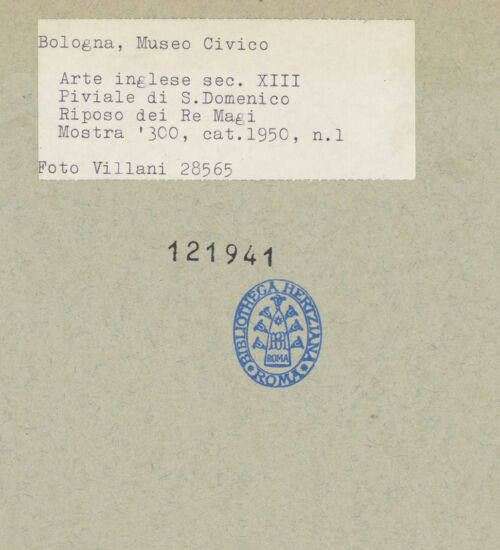 Bologna, Museo Civico
Arte inglese sec. XIII
Piviale di S.Domenico
Riposo dei Re Magi
Mostra '300, cat.1950, n.1
Foto Villani 28565
121941
BIBLIOTHECA HERTZIANA
ROMA
ROMA